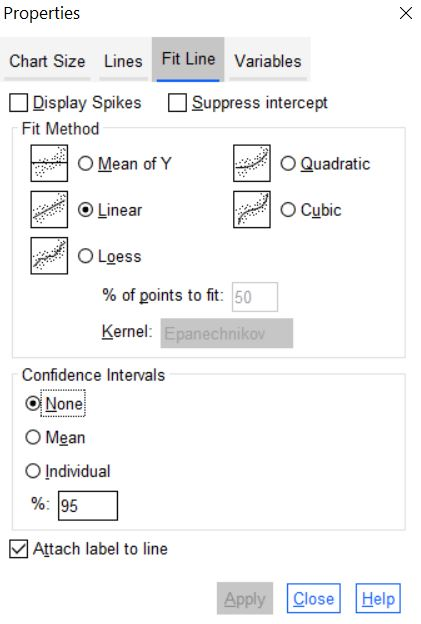 Properties
Chart Size Lines Fit Line Variables
Display Spikes Suppress intercept
Fit Method
Mean of Y Quadratic
Linear Cubic
Loess
% of points to fit: 50
Kernel: Epanechnikov
Confidence Intervals
None
Mean
Individual
%: 95
Attach label to line
Apply Close Help